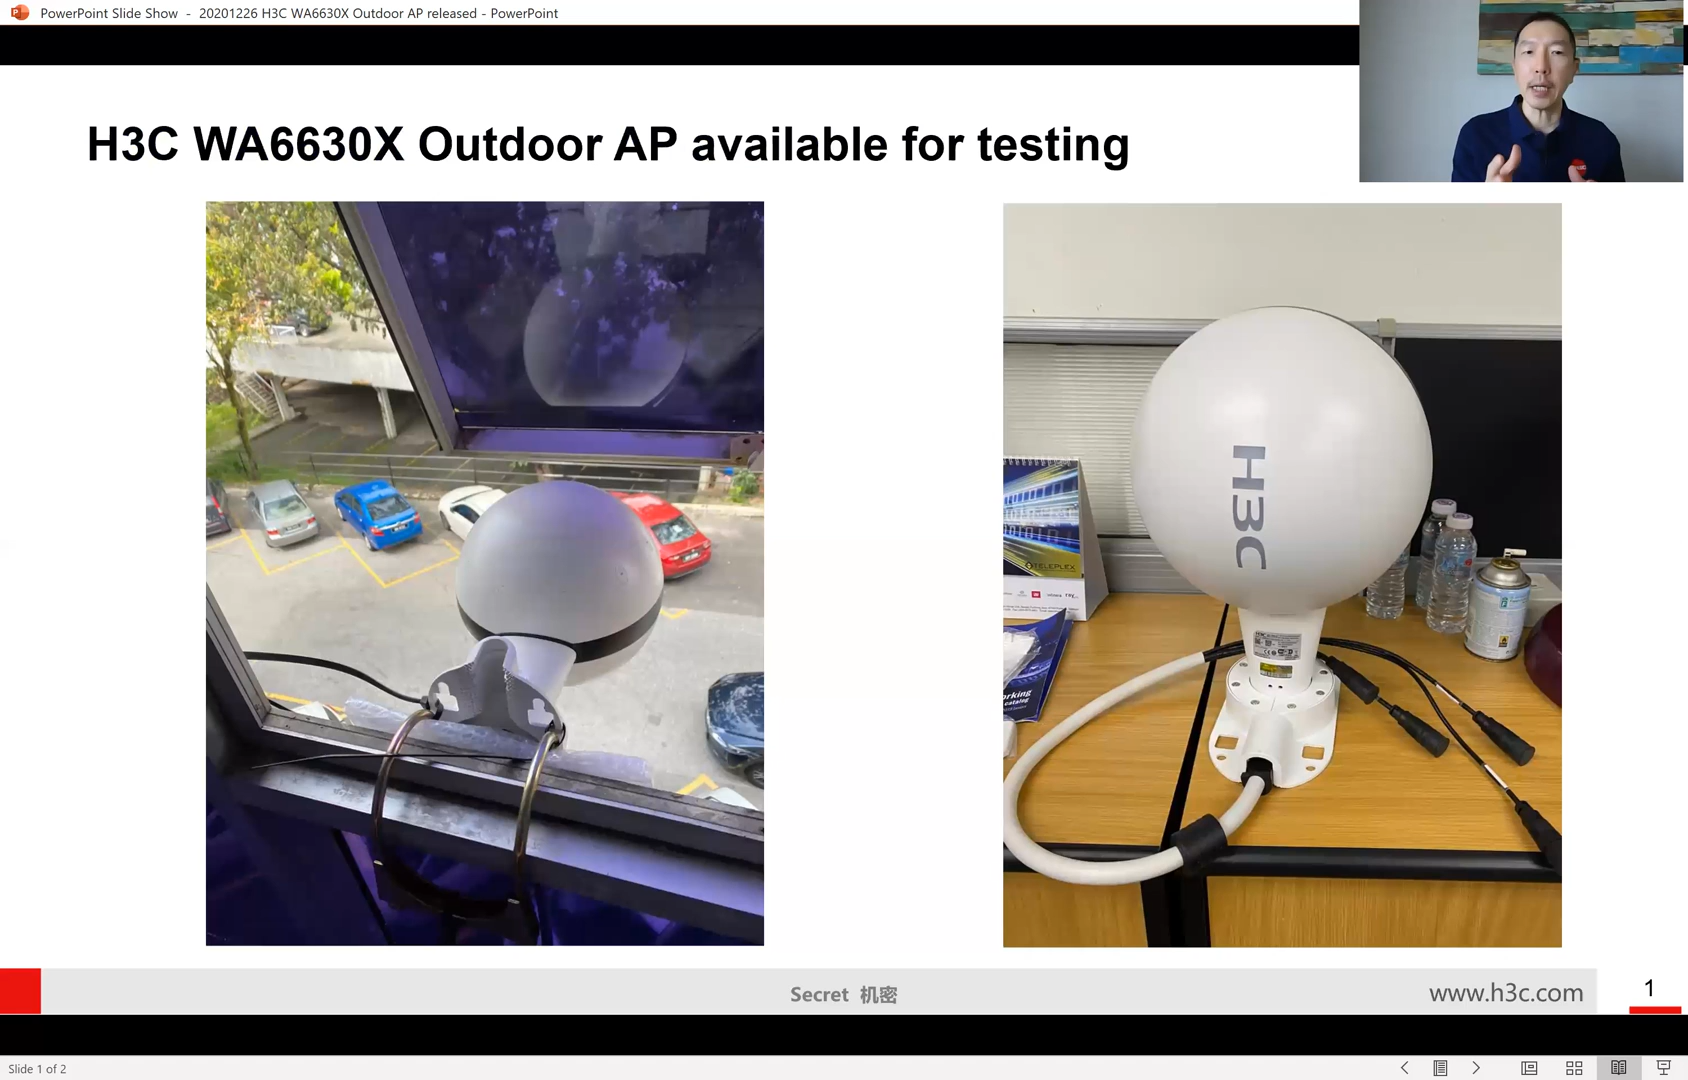 PowerPoint Slide Show - 20201226 H3C WA6630X Outdoor AP released - PowerPoint
H3C WA6630X Outdoor AP available for testing
H3C
TELEPLEX
Secret 机密
www.h3c.com
1
Slide 1 of 2